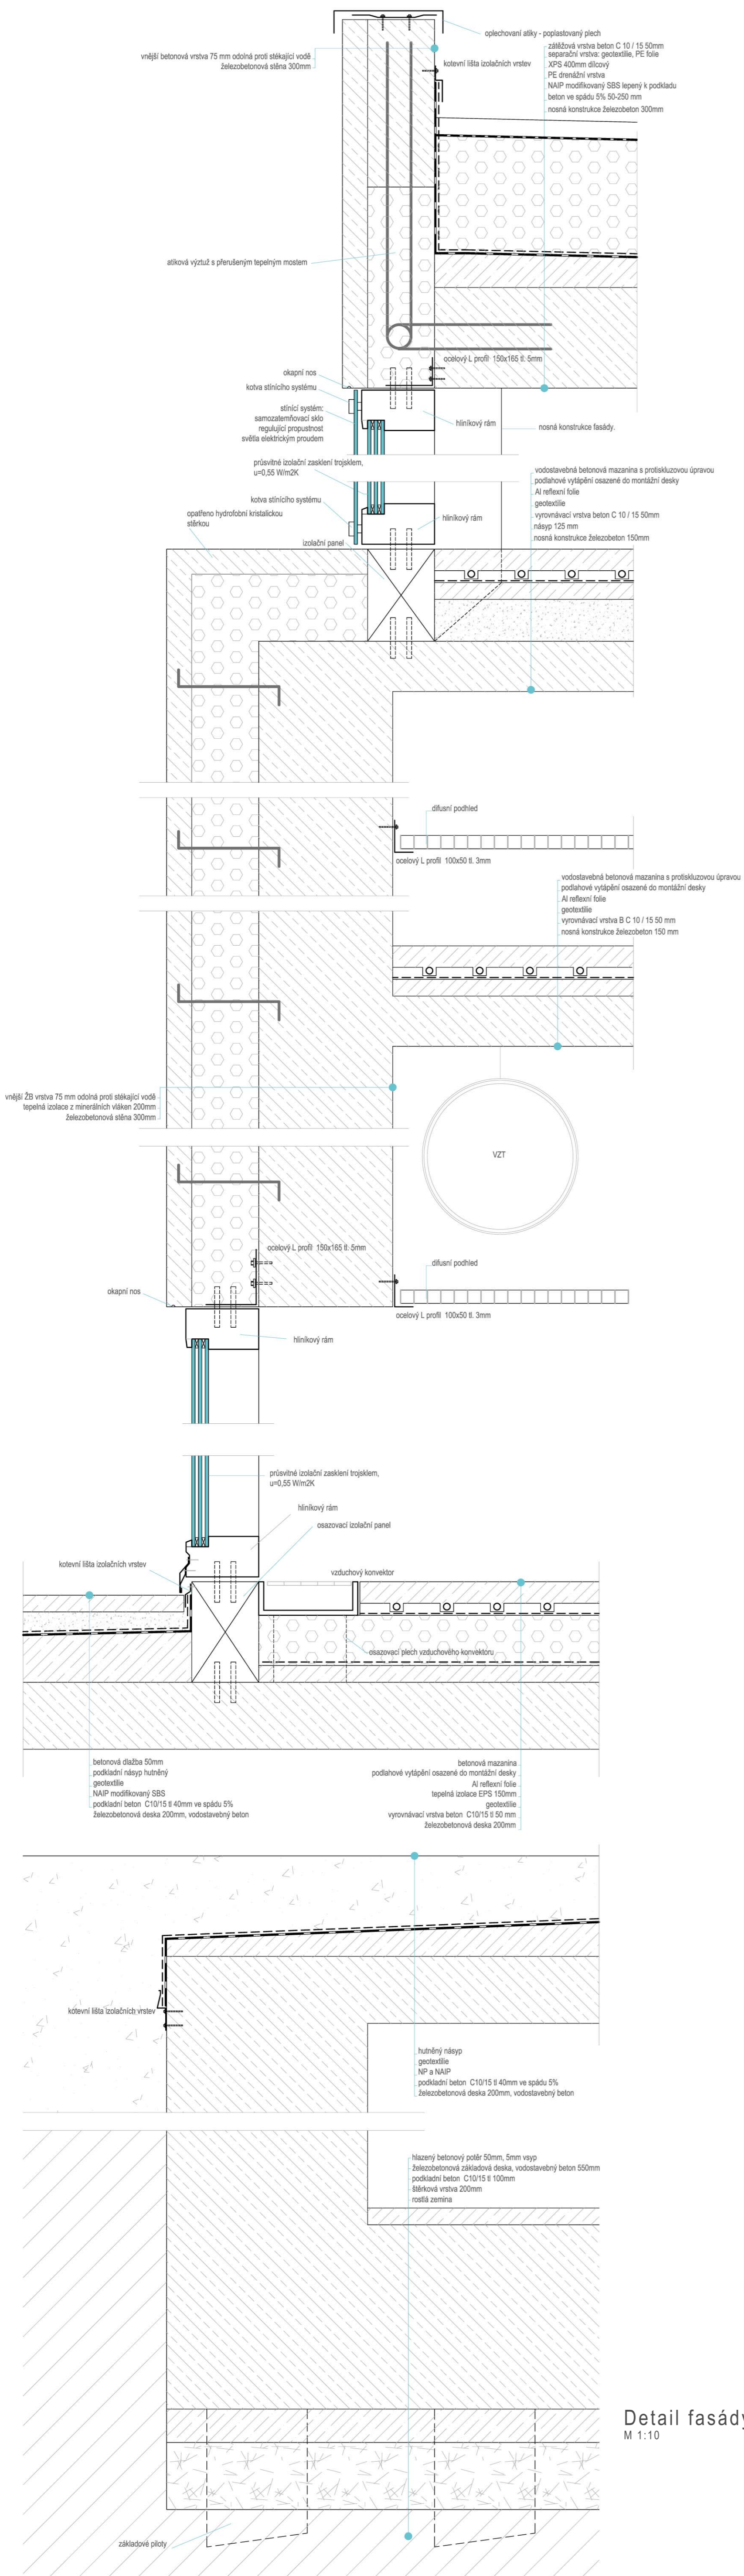 oplechovaní atiky - poplastovaný plech
vnější betonová vrstva 75 mm odolná proti stékající vodě
železobetonová stěna 300mm
kotevní lišta izolačních vrstev
zátěžová vrstva beton C 10 / 15 50mm
separační vrstva: geotextilie, PE folie
XPS 400mm dílcový
PE drenážní vrstva
NAIP modifikovaný SBS lepený k podkladu
beton ve spádu 5% 50-250 mm
nosná konstrukce železobeton 300mm
atiková výztuž s přerušeným tepelným mostem
ocelový L profil 150x165 tl. 5mm
okapní nos
kotva stínícího systému
stínící systém:
samozatemňovací sklo
regulující propustnost
světla elektrickým proudem
hliníkový rám
nosná konstrukce fasády.
průsvitné izolační zasklení trojsklem,
u=0,55 W/m2K
kotva stínícího systému
opatřeno hydrofobní kristalickou
stěrkou
hliníkový rám
izolační panel
vodostavebná betonová mazanina s protiskluzovou úpravou
podlahové vytápění osazené do montážní desky
Al reflexní folie
geotextilie
vyrovnávací vrstva beton C 10 / 15 50mm
násyp 125 mm
nosná konstrukce železobeton 150mm
difusní podhled
ocelový L profil 100x50 tl. 3mm
vodostavebná betonová mazanina s protiskluzovou úpravou
podlahové vytápění osazené do montážní desky
Al reflexní folie
geotextilie
vyrovnávací vrstva B C 10 / 15 50 mm
nosná konstrukce železobeton 150 mm
vnější ŽB vrstva 75 mm odolná proti stékající vodě
tepelná izolace z minerálních vláken 200mm
železobetonová stěna 300mm
VZT
ocelový L profil 150x165 tl. 5mm
difusní podhled
okapní nos
ocelový L profil 100x50 tl. 3mm
hliníkový rám
průsvitné izolační zasklení trojsklem,
u=0,55 W/m2K
hliníkový rám
osazovací izolační panel
kotevní lišta izolačních vrstev
vzduchový konvektor
osazovací plech vzduchového konvektoru
betonová dlažba 50mm
podkladní násyp hutněný
geotextilie
NAIP modifikovaný SBS
podkladní beton C10/15 tl 40mm ve spádu 5%
železobetonová deska 200mm, vodostavebný beton
betonová mazanina
podlahové vytápění osazené do montážní desky
Al reflexní folie
tepelná izolace EPS 150mm
geotextilie
vyrovnávací vrstva beton C10/15 tl 50 mm
železobetonová deska 200mm
kotevní lišta izolačních vrstev
hutněný násyp
geotextilie
NP a NAIP
podkladní beton C10/15 tl 40mm ve spádu 5%
železobetonová deska 200mm, vodostavebný beton
hlazený betonový potěr 50mm, 5mm vsyp
železobetonová základová deska, vodostavebný beton 550mm
podkladní beton C10/15 tl 100mm
štěrková vrstva 200mm
rostlá zemina
základové piloty
Detail fasády
M 1:10